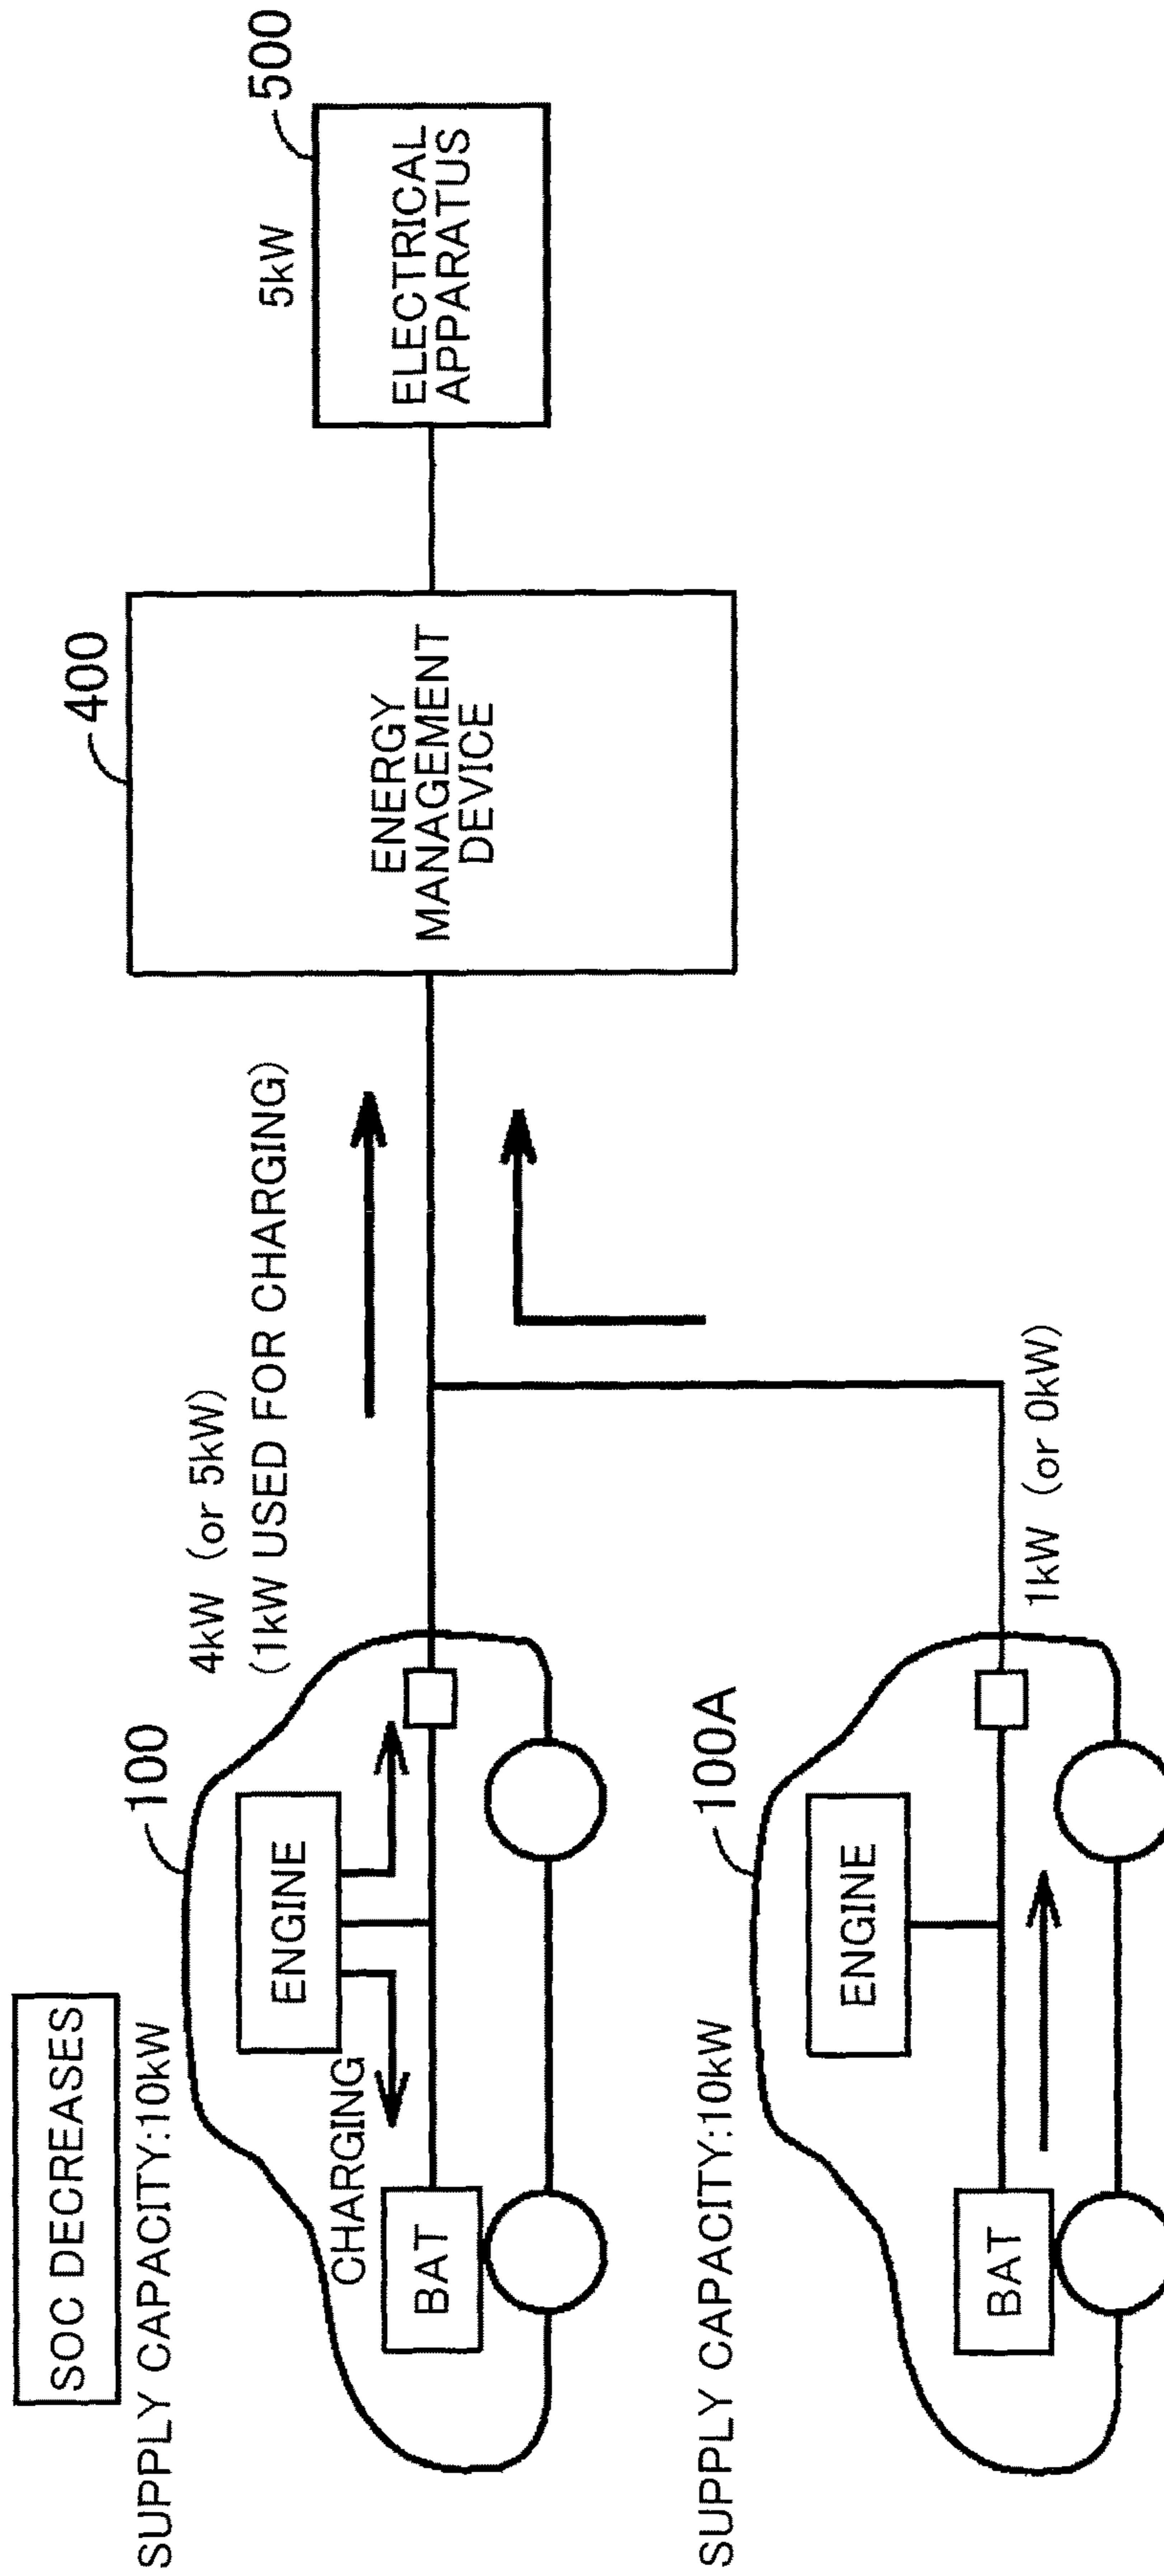 SOC DECREASES
SUPPLY CAPACITY:10kW
100
4kW (or 5kW)
(1kW USED FOR CHARGING)
ENGINE
CHARGING
BAT
400
ENERGY
MANAGEMENT
DEVICE
500
5kW
ELECTRICAL
APPARATUS
SUPPLY CAPACITY:10kW
100A
ENGINE
BAT
1kW (or 0kW)